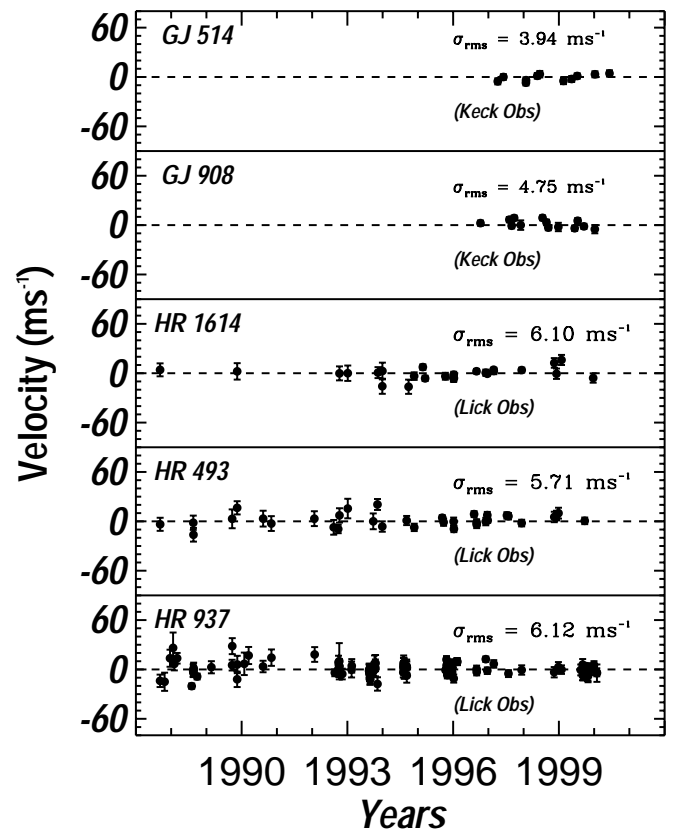 Velocity (ms⁻¹)
60
0
-60
GJ 514
σrms = 3.94 ms⁻¹
(Keck Obs)
60
0
-60
GJ 908
σrms = 4.75 ms⁻¹
(Keck Obs)
60
0
-60
HR 1614
σrms = 6.10 ms⁻¹
(Lick Obs)
60
0
-60
HR 493
σrms = 5.71 ms⁻¹
(Lick Obs)
60
0
-60
HR 937
σrms = 6.12 ms⁻¹
(Lick Obs)
1990 1993 1996 1999
Years